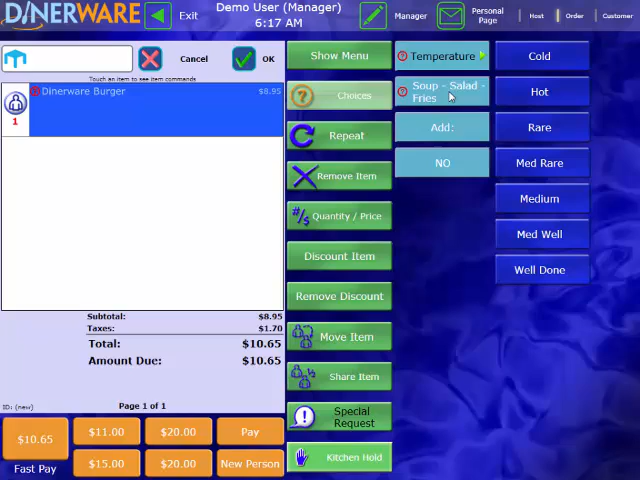 DINERWARE
Exit
Demo User (Manager)
6:17 AM
Manager
Personal
Page
Host
Order
Customer
Cancel
OK
Touch an item to see item commands
Dinerware Burger $8.95
1
Subtotal: $8.95
Taxes: $1.70
Total: $10.65
Amount Due: $10.65
ID: (new)
Page 1 of 1
$10.65
Fast Pay
$11.00
$20.00
Pay
$15.00
$20.00
New Person
Show Menu
Choices
Repeat
Remove Item
#/$ Quantity / Price
Discount Item
Remove Discount
Move Item
½ Share Item
Special
Request
Kitchen Hold
Temperature
Soup - Salad -
Fries
Add:
NO
Cold
Hot
Rare
Med Rare
Medium
Med Well
Well Done